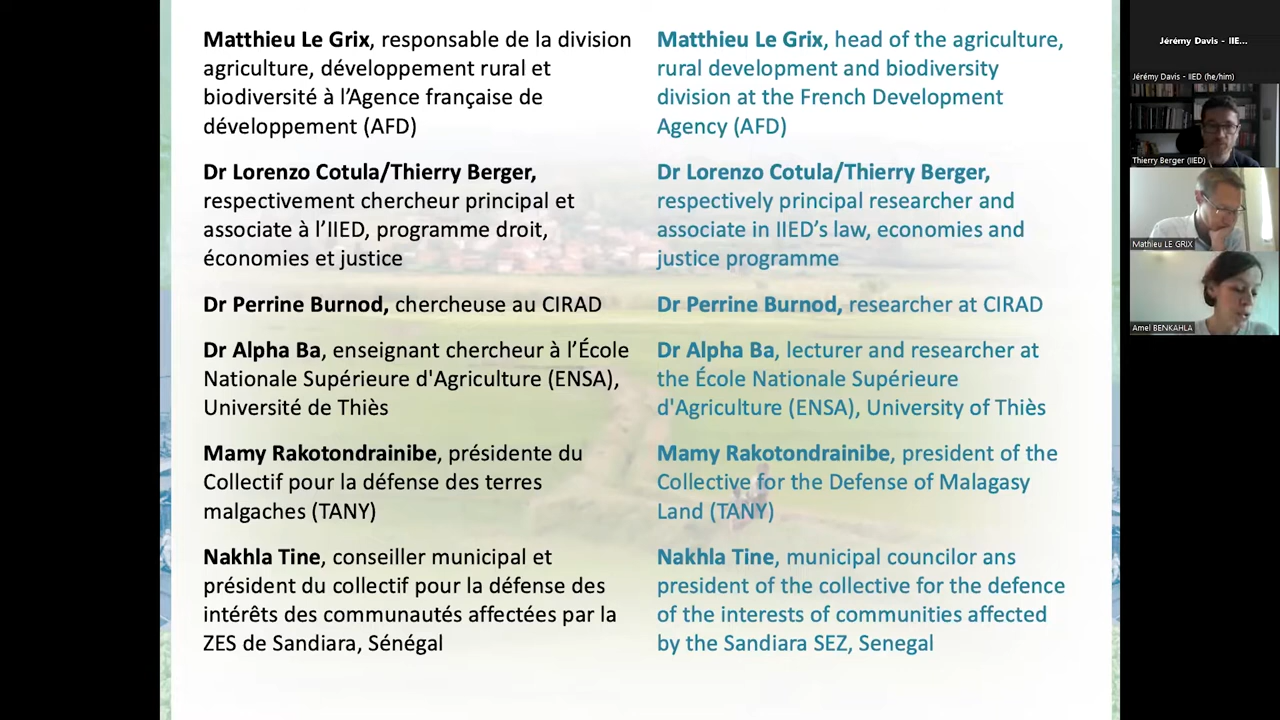 Matthieu Le Grix, responsable de la division
agriculture, développement rural et
biodiversité à l’Agence française de
développement (AFD)
Dr Lorenzo Cotula/Thierry Berger,
respectivement chercheur principal et
associate à l’IIED, programme droit,
économies et justice
Dr Perrine Burnod, chercheuse au CIRAD
Dr Alpha Ba, enseignant chercheur à l’École
Nationale Supérieure d'Agriculture (ENSA),
Université de Thiès
Mamy Rakotondrainibe, présidente du
Collectif pour la défense des terres
malgaches (TANY)
Nakhla Tine, conseiller municipal et
président du collectif pour la défense des
intérêts des communautés affectées par la
ZES de Sandiara, Sénégal
Matthieu Le Grix, head of the agriculture,
rural development and biodiversity
division at the French Development
Agency (AFD)
Dr Lorenzo Cotula/Thierry Berger,
respectively principal researcher and
associate in IIED’s law, economies and
justice programme
Dr Perrine Burnod, researcher at CIRAD
Dr Alpha Ba, lecturer and researcher at
the École Nationale Supérieure
d'Agriculture (ENSA), University of Thiès
Mamy Rakotondrainibe, president of the
Collective for the Defense of Malagasy
Land (TANY)
Nakhla Tine, municipal councilor ans
president of the collective for the defence
of the interests of communities affected
by the Sandiara SEZ, Senegal
Jérémy Davis - IIE...
Jérémy Davis - IIED (he/him)
Thierry Berger (IIED)
Mathieu LE GRIX
Amel BENKAHLA